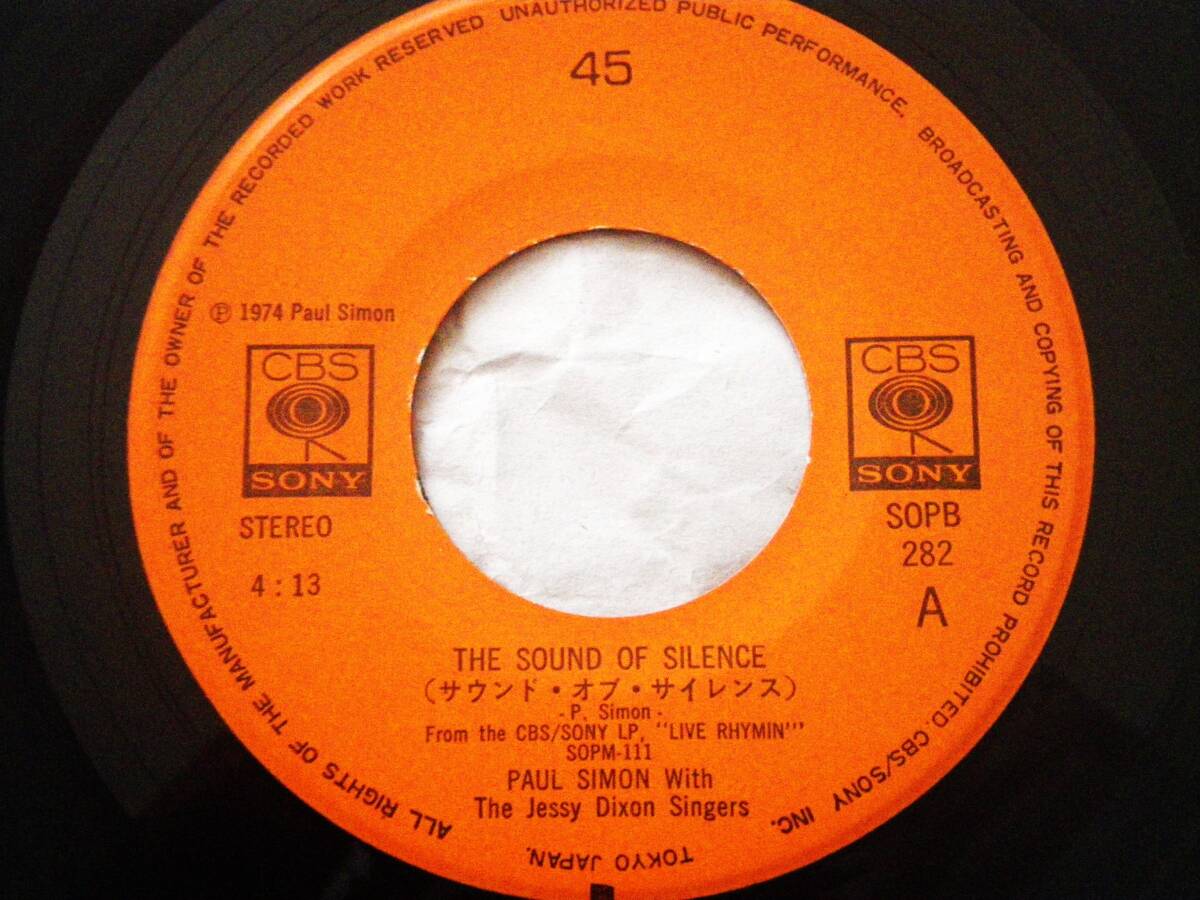 ALL RIGHTS OF THE MANUFACTURER AND OF THE OWNER OF THE RECORDED WORK RESERVED UNAUTHORIZED PUBLIC PERFORMANCE, BROADCASTING AND COPYING OF THIS RECORD PROHIBITED. CBS/SONY INC.
TOKYO JAPAN.
45
℗ 1974 Paul Simon
CBS
SONY
STEREO
4:13
CBS
SONY
SOPB
282
A
THE SOUND OF SILENCE
(サウンド・オブ・サイレンス)
- P. Simon -
From the CBS/SONY LP, "LIVE RHYMIN'"
SOPM-111
PAUL SIMON With
The Jessy Dixon Singers